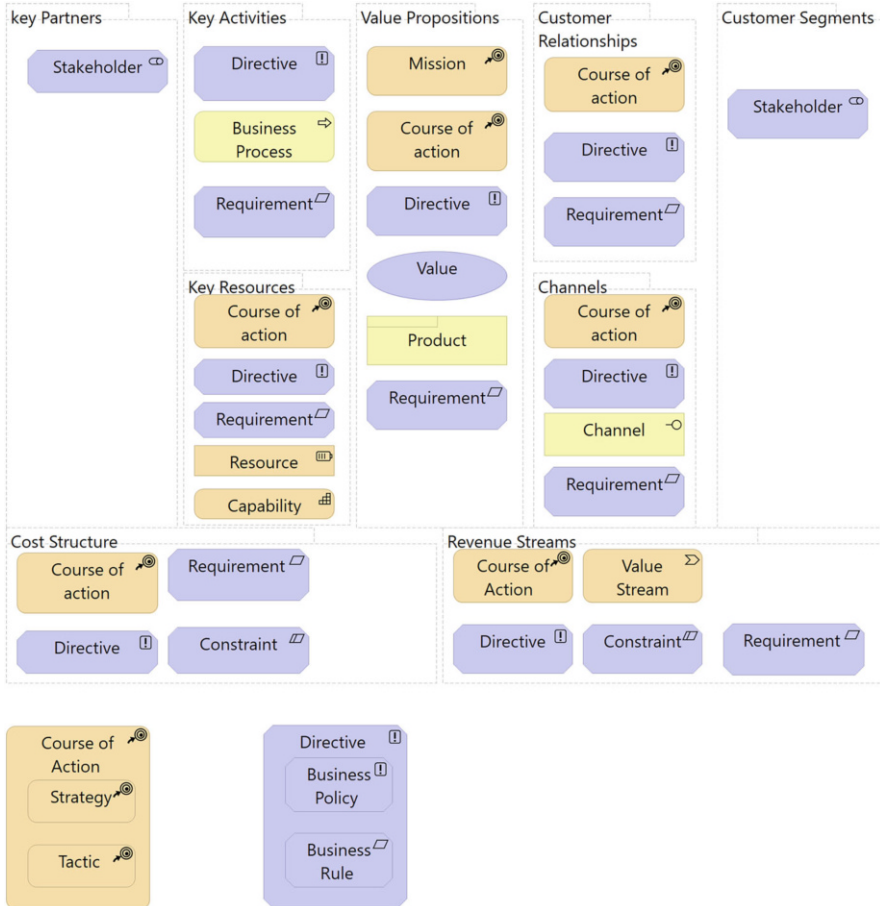 key Partners
Stakeholder
Key Activities
Directive
Business
Process
Requirement
Key Resources
Course of
action
Directive
Requirement
Resource
Capability
Value Propositions
Mission
Course of
action
Directive
Value
Product
Requirement
Customer
Relationships
Course of
action
Directive
Requirement
Channels
Course of
action
Directive
Channel
Requirement
Customer Segments
Stakeholder
Cost Structure
Course of
action
Requirement
Directive
Constraint
Revenue Streams
Course of
Action
Value
Stream
Directive
Constraint
Requirement
Course of
Action
Strategy
Tactic
Directive
Business
Policy
Business
Rule